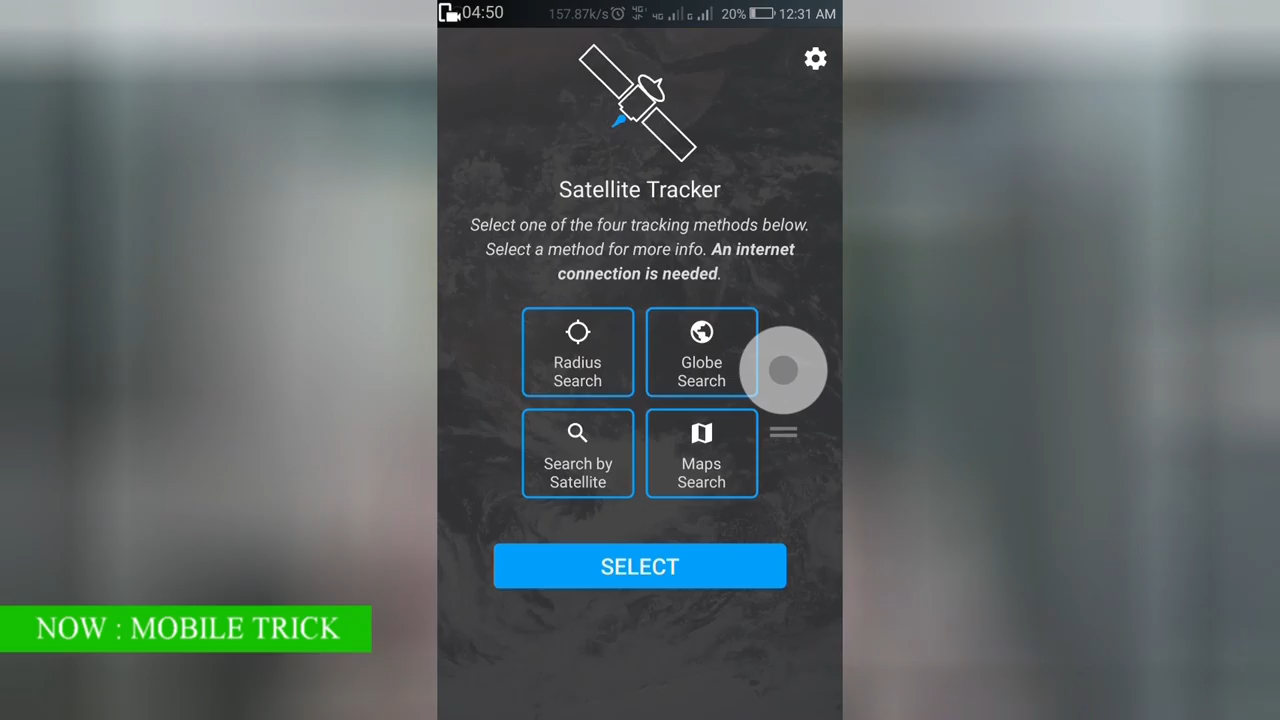 04:50 157.87k/s 4G 4G G 20% 12:31 AM
Satellite Tracker
Select one of the four tracking methods below.
Select a method for more info. An internet
connection is needed.
Radius
Search
Globe
Search
Search by
Satellite
Maps
Search
SELECT
NOW : MOBILE TRICK